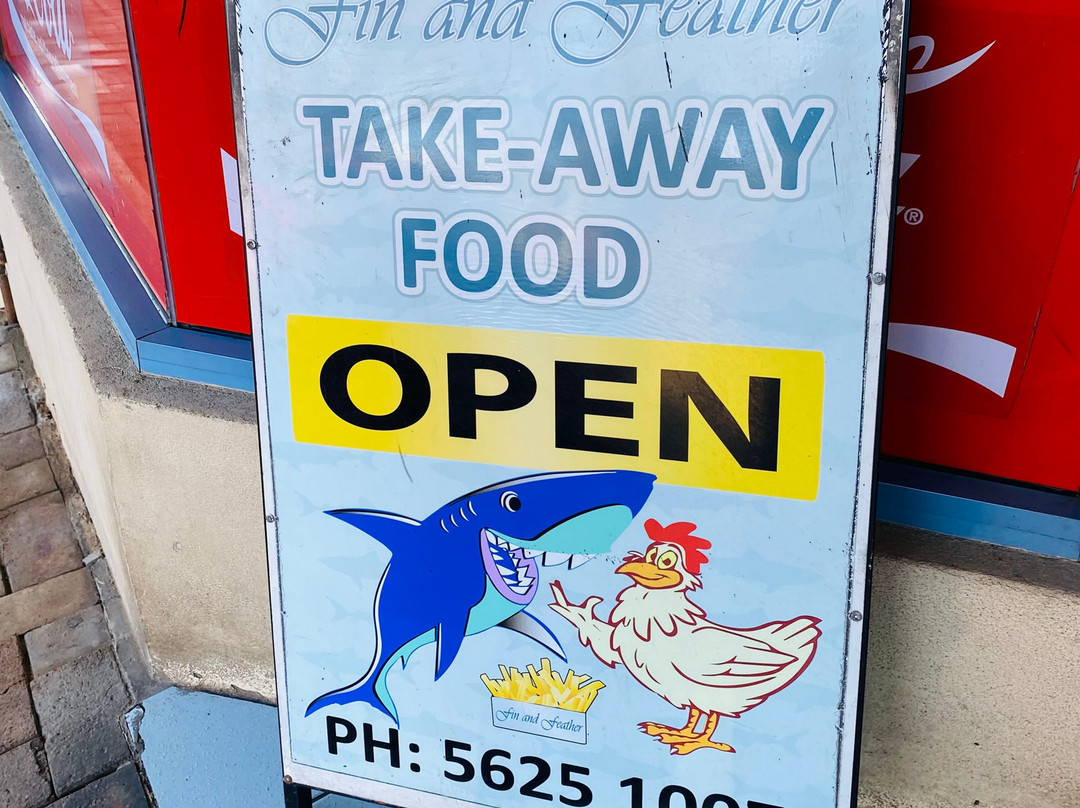 Fin and Feather
TAKE-AWAY
FOOD
OPEN
Fin and Feather
PH: 5625
®